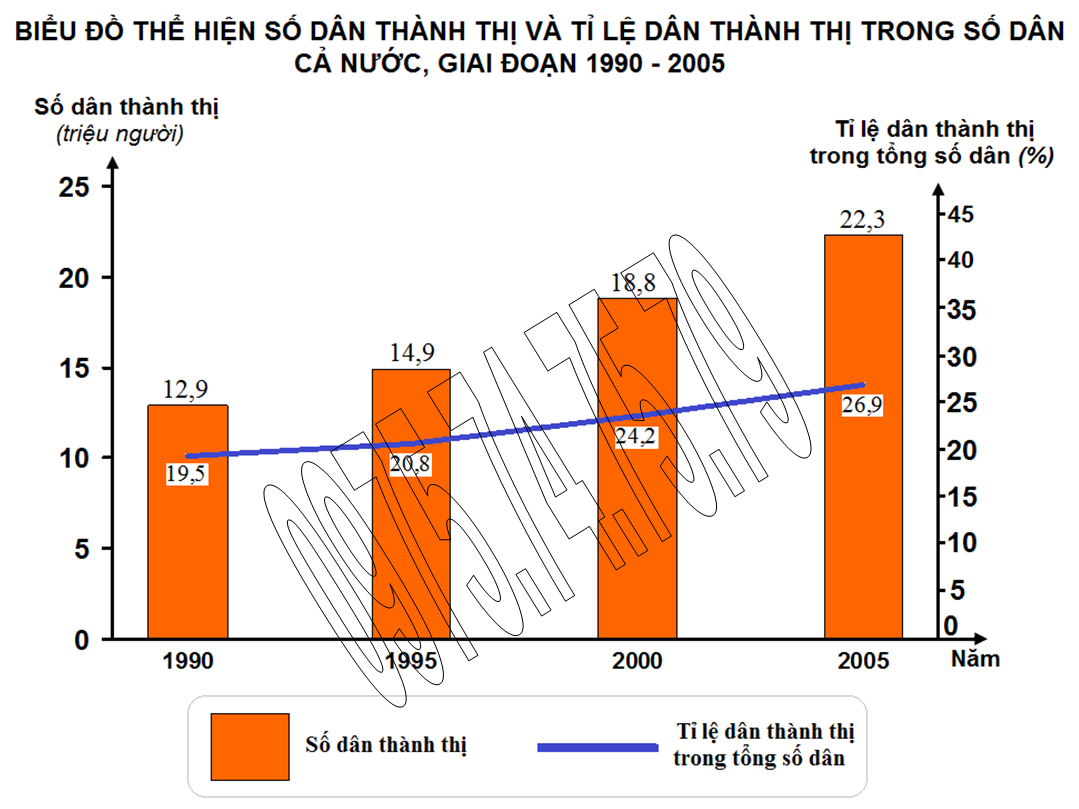 BIỂU ĐỒ THỂ HIỆN SỐ DÂN THÀNH THỊ VÀ TỈ LỆ DÂN THÀNH THỊ TRONG SỐ DÂN
CẢ NƯỚC, GIAI ĐOẠN 1990 - 2005
Số dân thành thị
(triệu người)
Tỉ lệ dân thành thị
trong tổng số dân (%)
25
20
15
10
5
0
12,9
14,9
18,8
22,3
19,5
20,8
24,2
26,9
45
40
35
30
25
20
15
10
5
0
1990
1995
2000
2005
Năm
Số dân thành thị
Tỉ lệ dân thành thị
trong tổng số dân